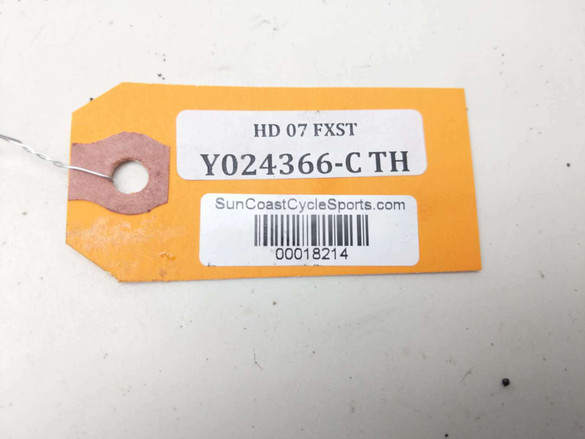 HD 07 FXST
Y024366-C TH
SunCoastCycleSports.com
00018214